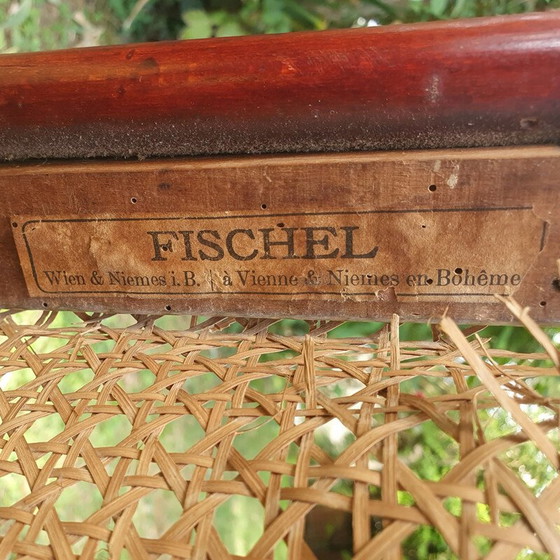 FISCHEL
Wien & Niemes i. B. à Vienne & Niemes en Bohême